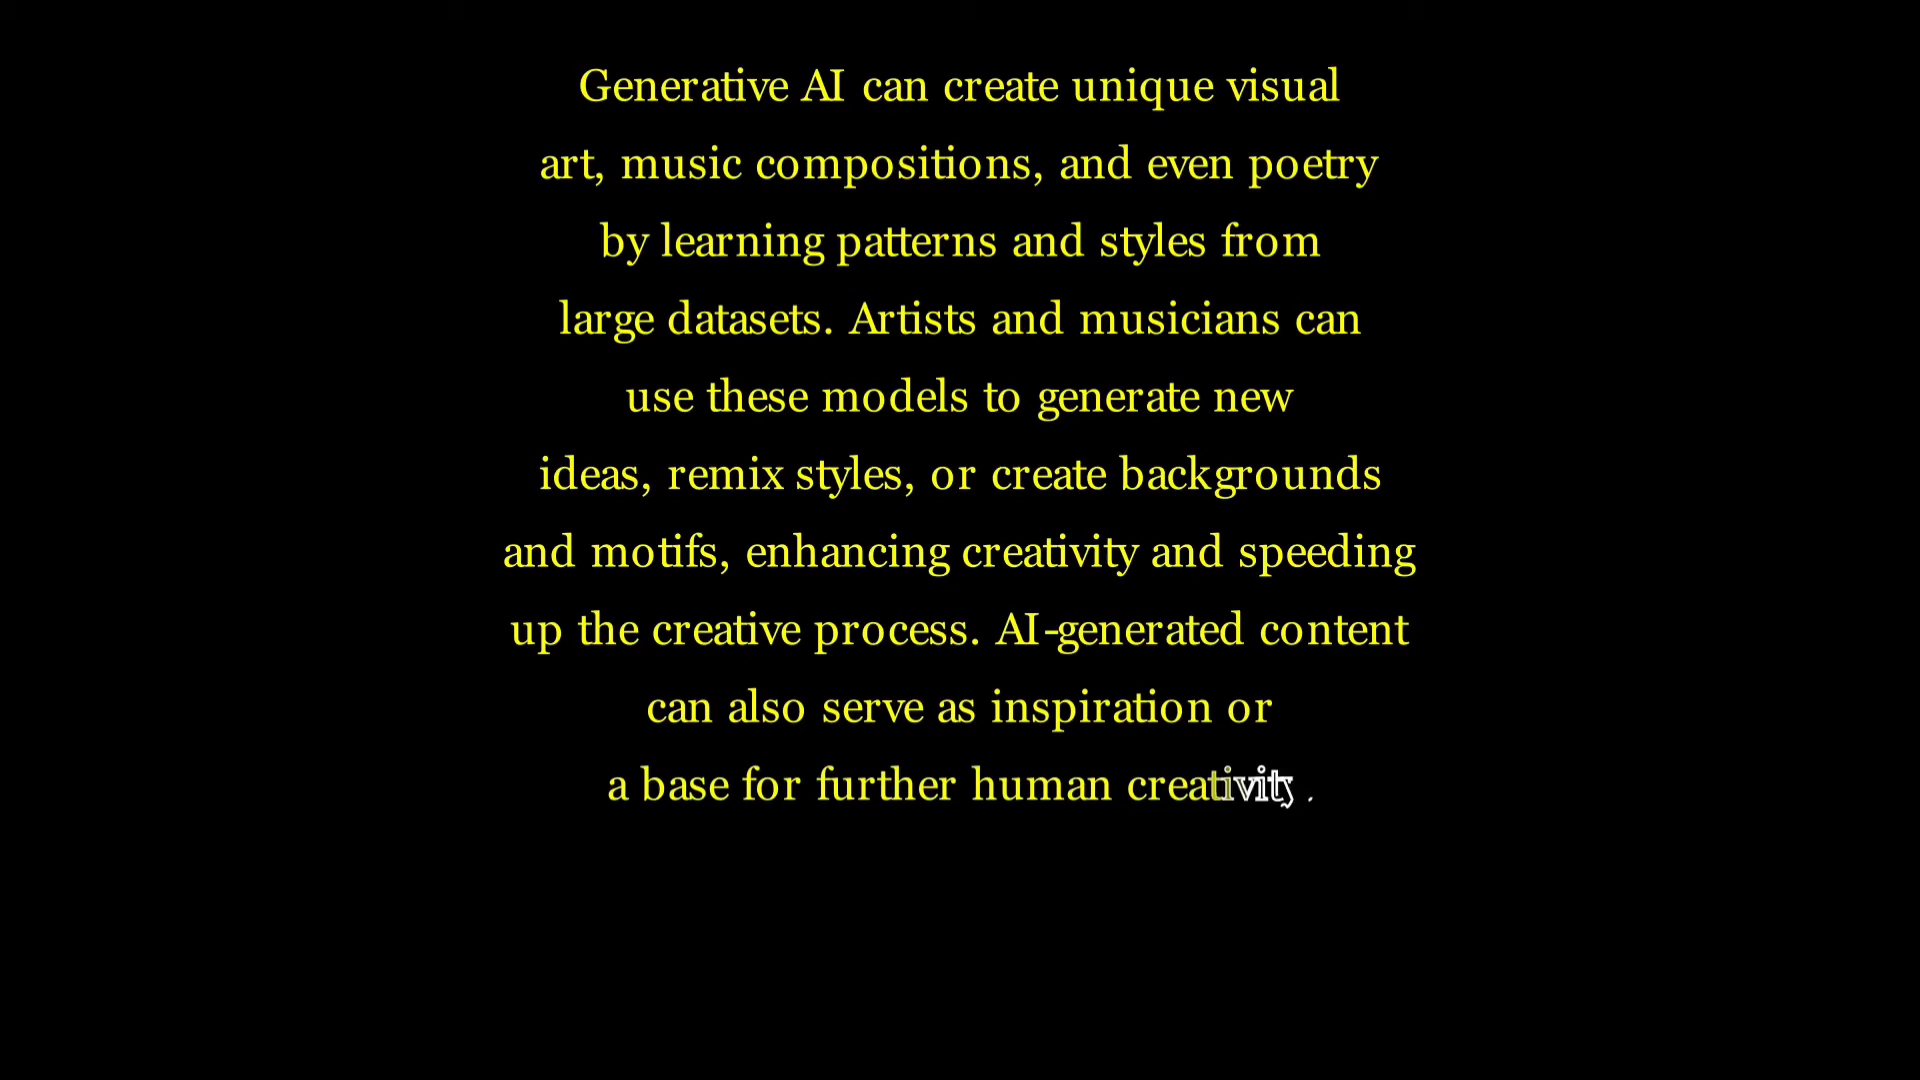 Generative AI can create unique visual
art, music compositions, and even poetry
by learning patterns and styles from
large datasets. Artists and musicians can
use these models to generate new
ideas, remix styles, or create backgrounds
and motifs, enhancing creativity and speeding
up the creative process. AI-generated content
can also serve as inspiration or
a base for further human creativity.